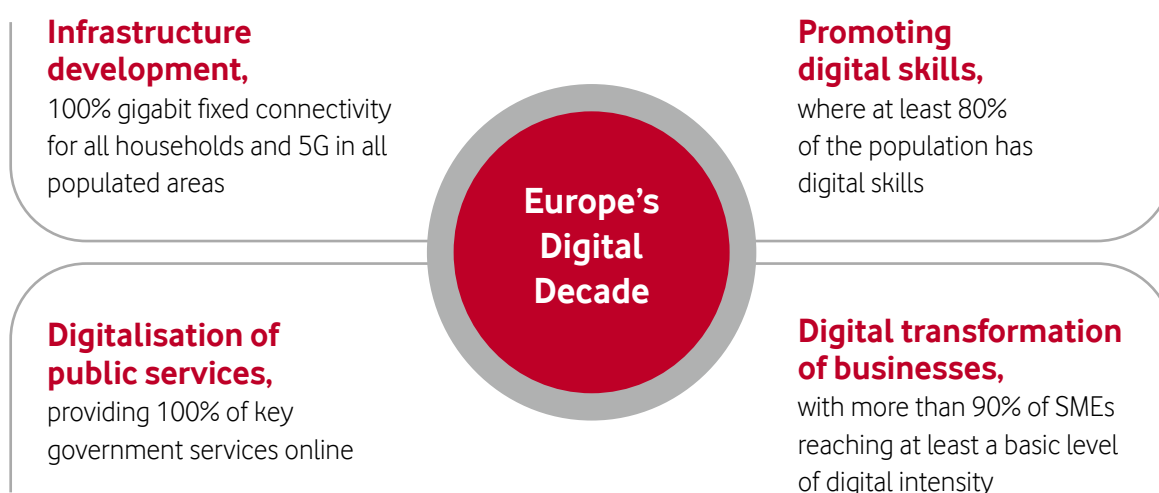 Infrastructure
development,
100% gigabit fixed connectivity
for all households and 5G in all
populated areas
Promoting
digital skills,
where at least 80%
of the population has
digital skills
Europe’s
Digital
Decade
Digitalisation of
public services,
providing 100% of key
government services online
Digital transformation
of businesses,
with more than 90% of SMEs
reaching at least a basic level
of digital intensity